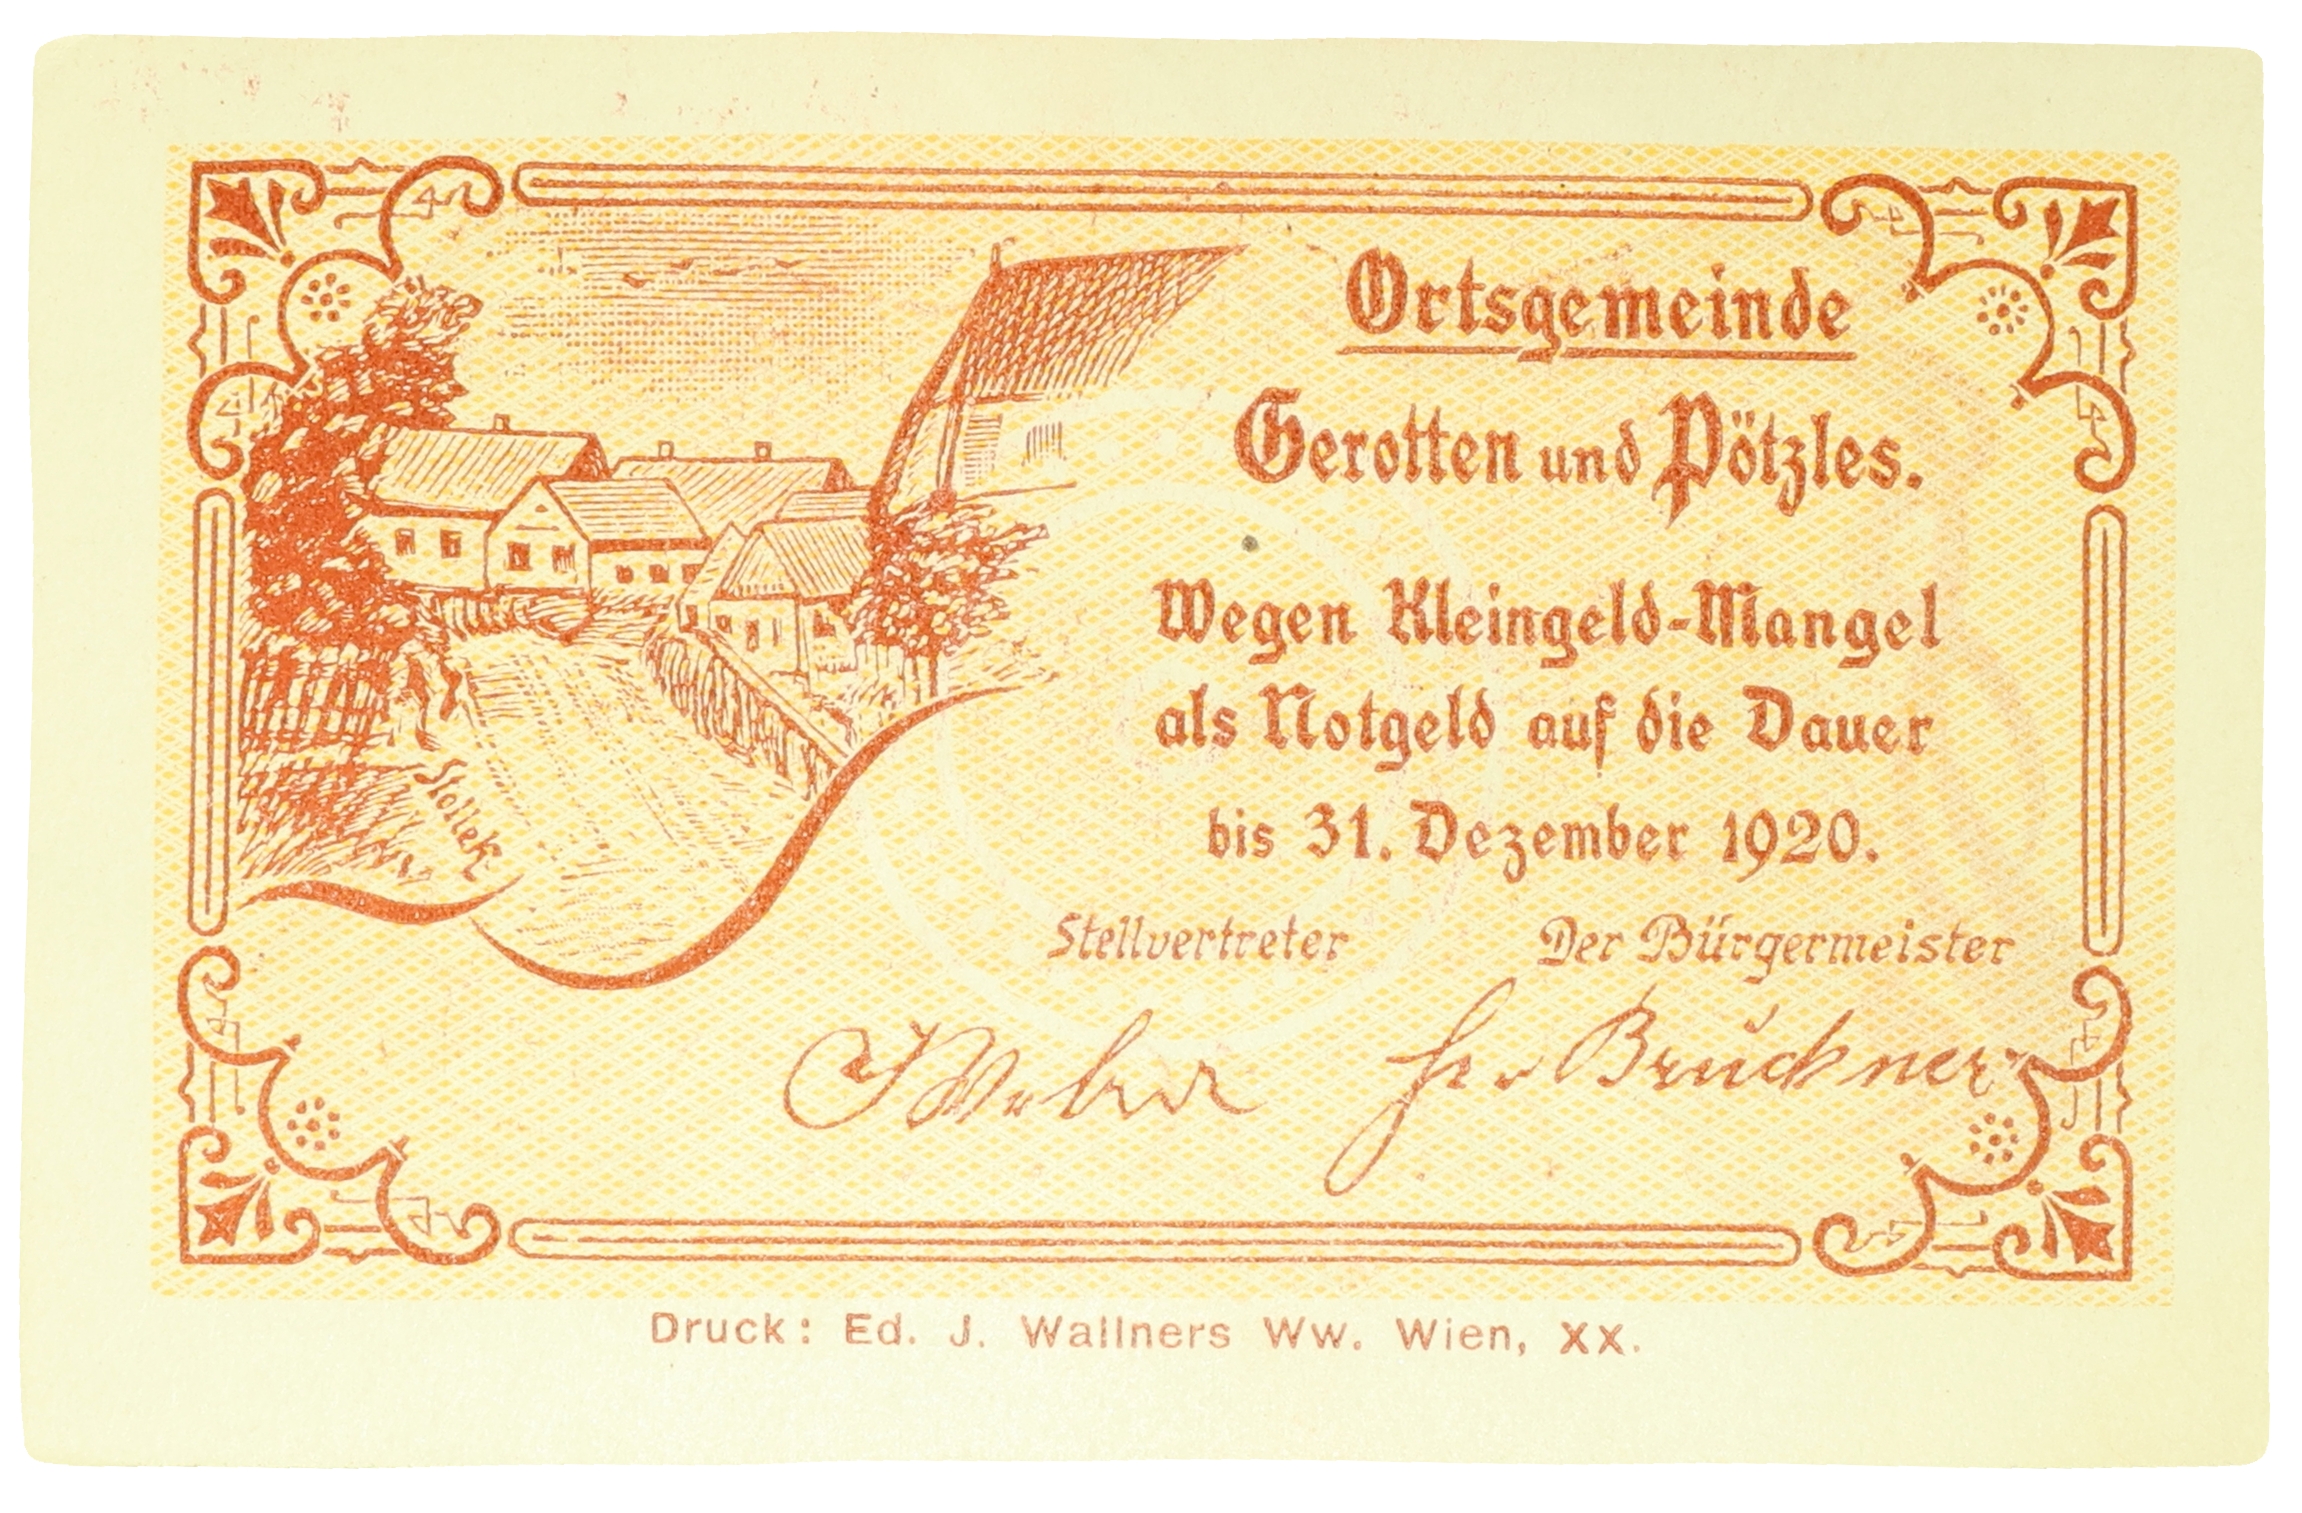 Ortsgemeinde
Gerotten und Pötzles.
Wegen Kleingeld-Mangel
als Notgeld auf die Dauer
bis 31. Dezember 1920.
Stellvertreter Der Bürgermeister
J Weber Bruckner
Druck: Ed. J. Wallners Ww. Wien, XX.